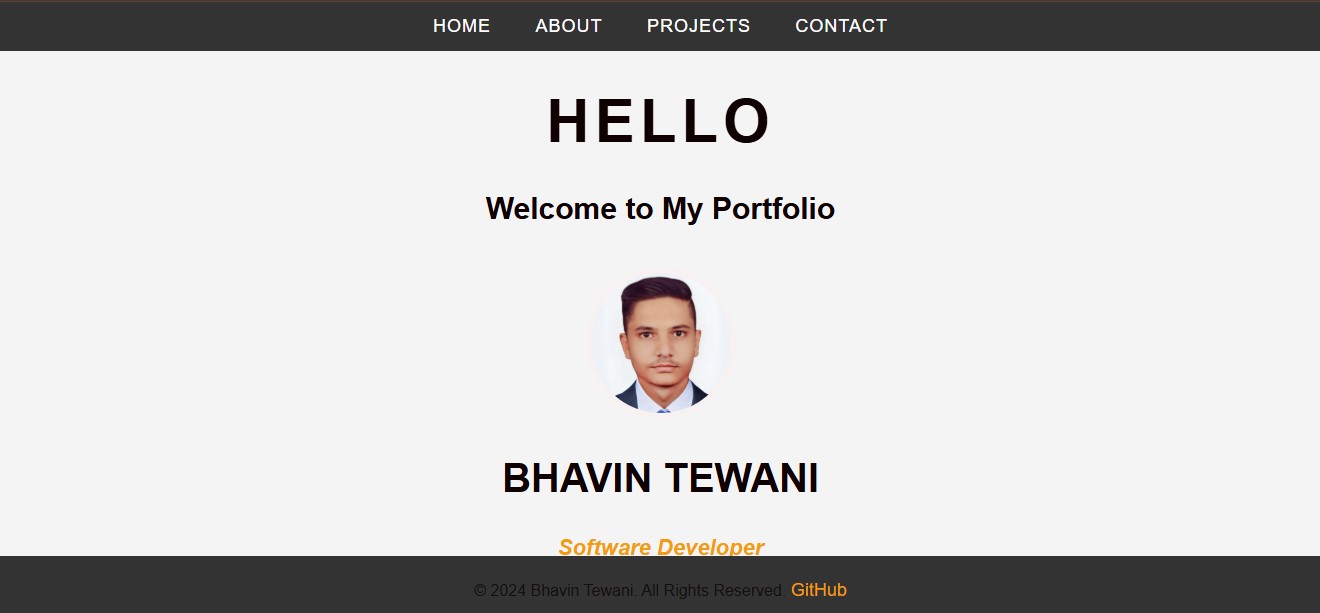 HOME ABOUT PROJECTS CONTACT
HELLO
Welcome to My Portfolio
BHAVIN TEWANI
Software Developer
© 2024 Bhavin Tewani. All Rights Reserved. GitHub